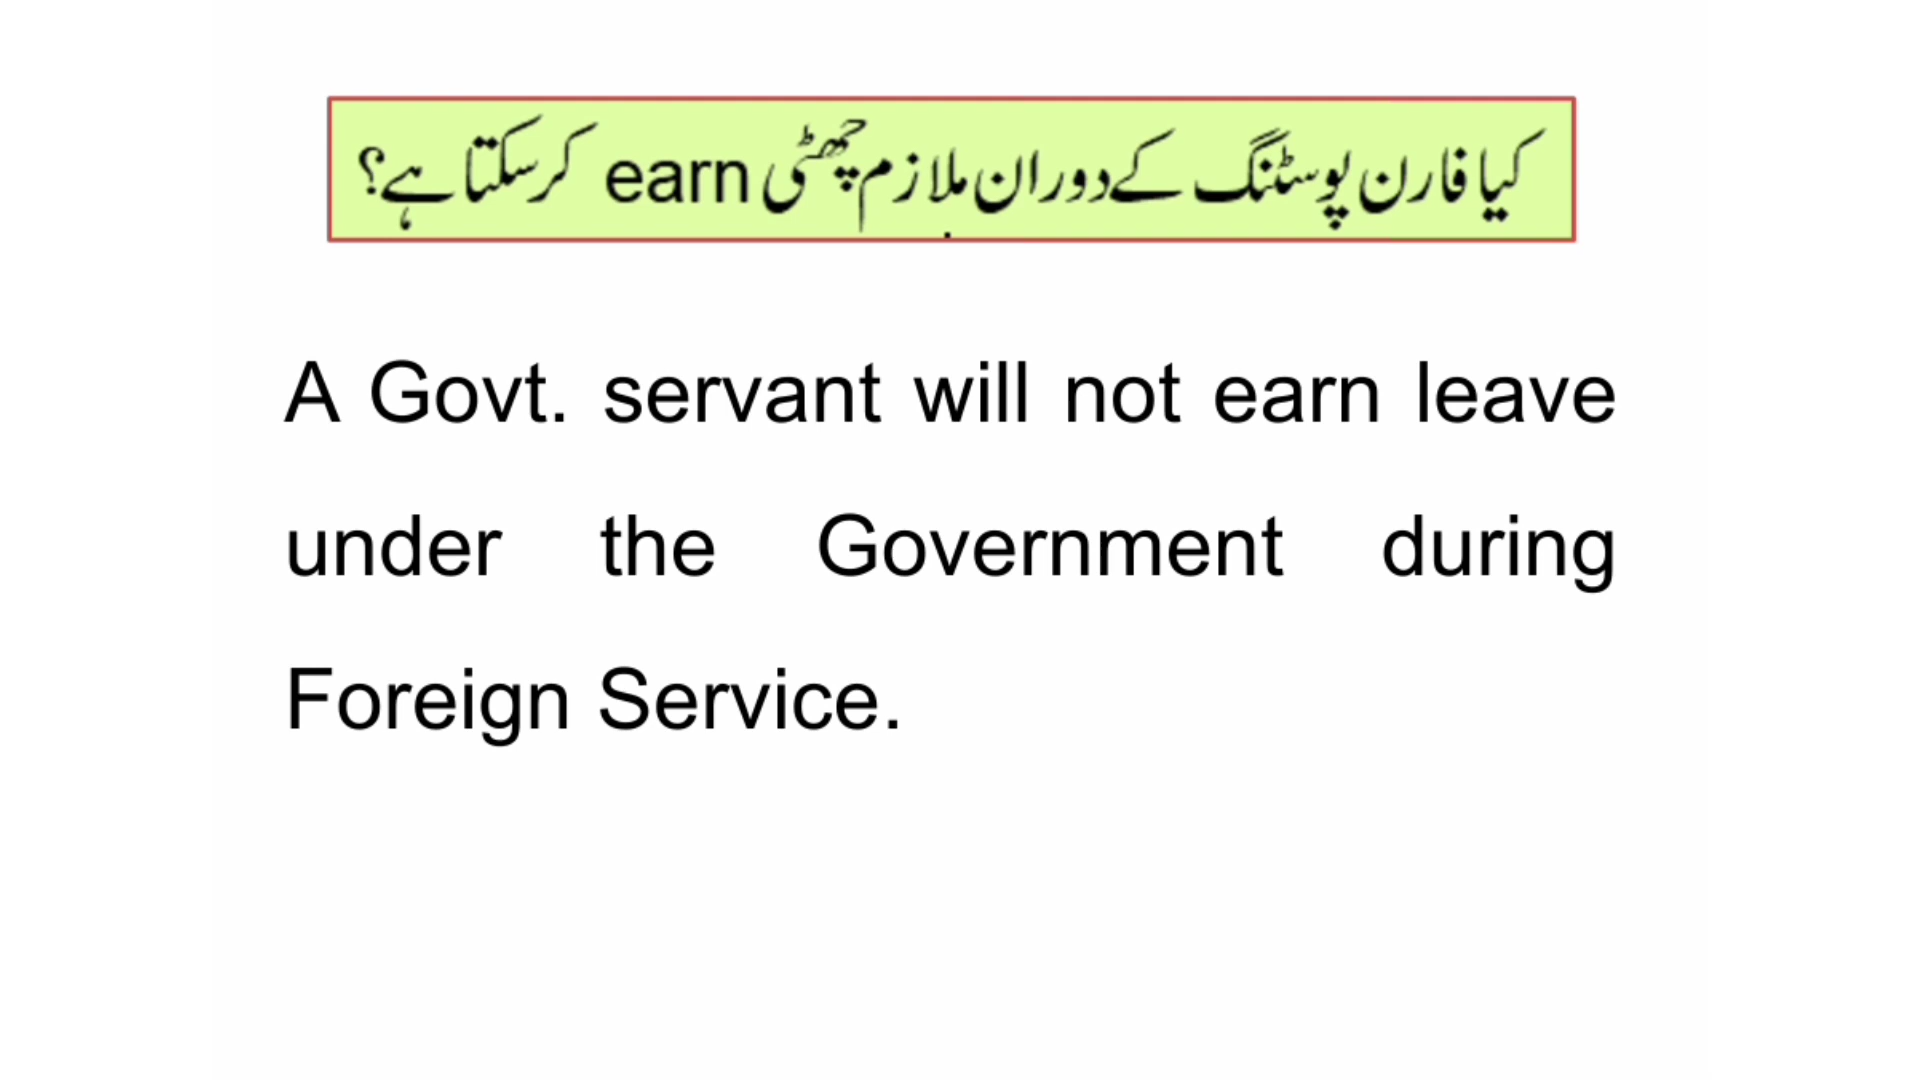 کیا فارن پوسٹنگ کے دوران ملازم چھٹی earn کر سکتا ہے؟
A Govt. servant will not earn leave
under the Government during
Foreign Service.